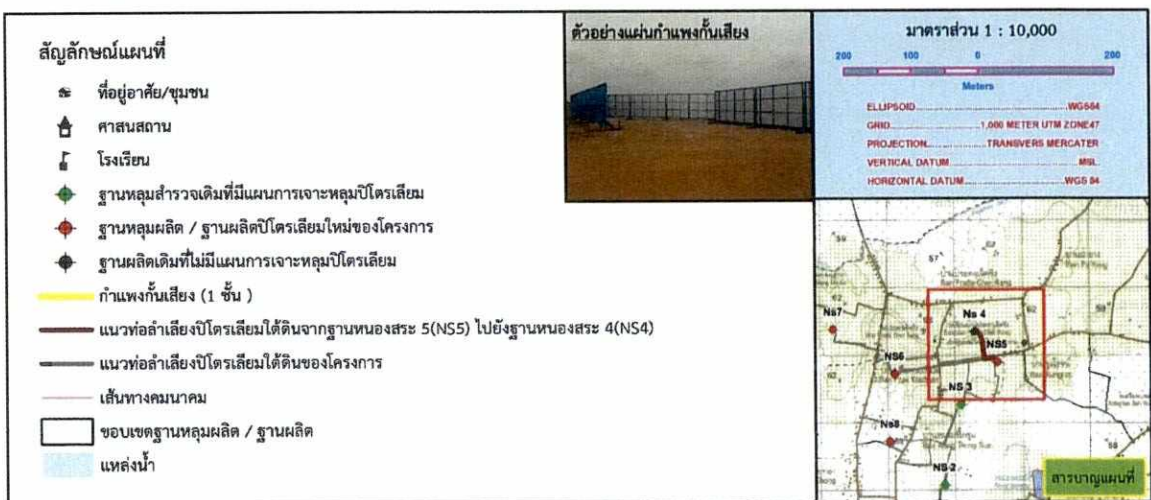 สัญลักษณ์แผนที่
ที่อยู่อาศัย/ชุมชน
ศาสนสถาน
โรงเรียน
ฐานหลุมสำรวจเดิมที่มีแผนการเจาะหลุมปิโตรเลียม
ฐานหลุมผลิต / ฐานผลิตปิโตรเลียมใหม่ของโครงการ
ฐานผลิตเดิมที่ไม่มีแผนการเจาะหลุมปิโตรเลียม
กำแพงกั้นเสียง (1 ชั้น )
แนวท่อลำเลียงปิโตรเลียมใต้ดินจากฐานหนองสระ 5(NS5) ไปยังฐานหนองสระ 4(NS4)
แนวท่อลำเลียงปิโตรเลียมใต้ดินของโครงการ
เส้นทางคมนาคม
ขอบเขตฐานหลุมผลิต / ฐานผลิต
แหล่งน้ำ
ตัวอย่างแผ่นกำแพงกั้นเสียง
มาตราส่วน 1 : 10,000
200 100 0 200
Meters
ELLIPSOID WGS84
GRID 1,000 METER UTM ZONE47
PROJECTION TRANSVERS MERCATER
VERTICAL DATUM MSL
HORIZONTAL DATUM WGS 84
59
57
62
Ns7
62
Ns 4
62
58
NS5
NS6
NS 3
Ns8
58
NS 2
สารบาญแผนที่